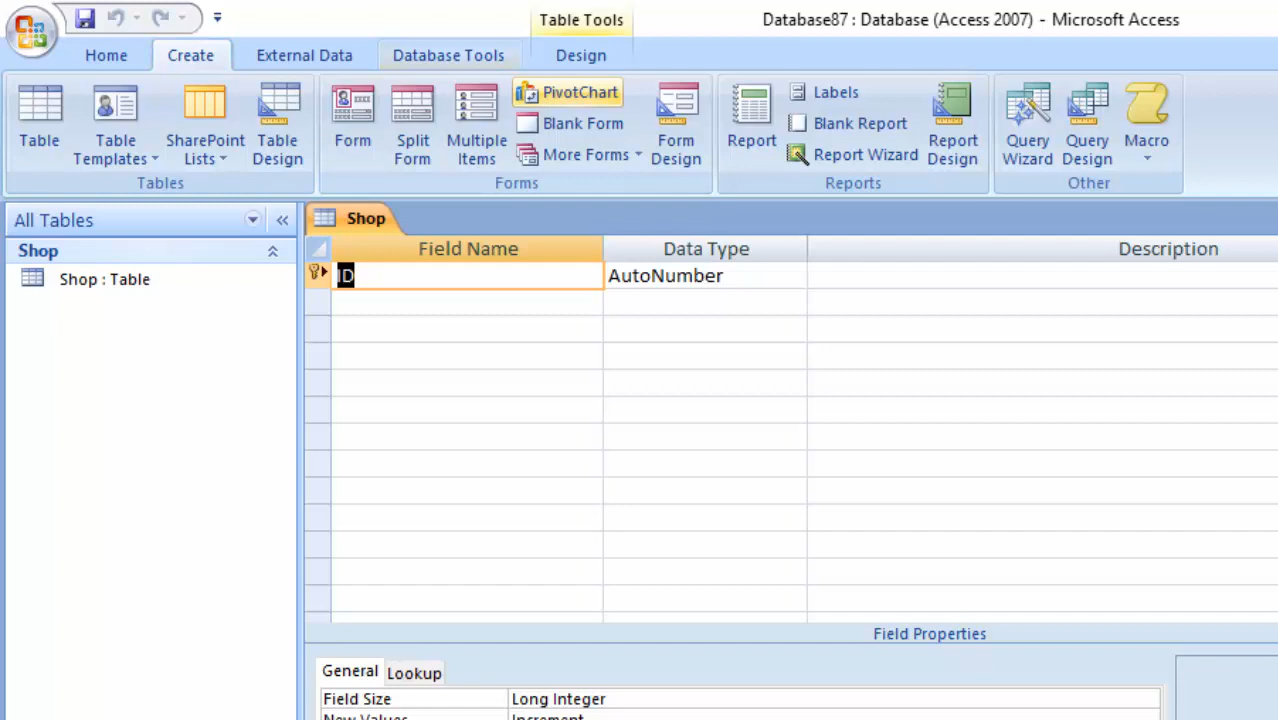 Table Tools
Database87 : Database (Access 2007) - Microsoft Access
Home Create External Data Database Tools Design
Table
Table Templates
SharePoint Lists
Table Design
Tables
Form
Split Form
Multiple Items
PivotChart
Blank Form
More Forms
Form Design
Forms
Report
Labels
Blank Report
Report Wizard
Report Design
Reports
Query Wizard
Query Design
Macro
Other
All Tables
Shop
Shop : Table
Shop
Field Name Data Type Description
ID AutoNumber
Field Properties
General Lookup
Field Size Long Integer
New Values Increment